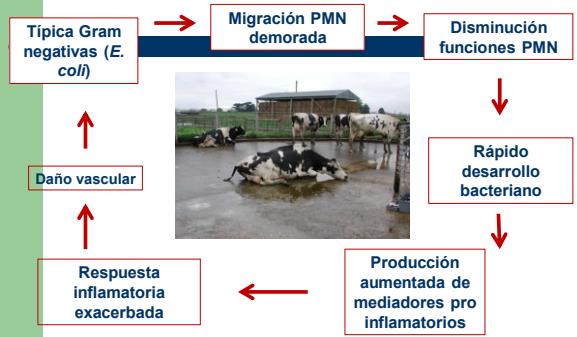 Típica Gram
negativas (E.
coli)
Migración PMN
demorada
Disminución
funciones PMN
Rápido
desarrollo
bacteriano
Producción
aumentada de
mediadores pro
inflamatorios
Respuesta
inflamatoria
exacerbada
Daño vascular